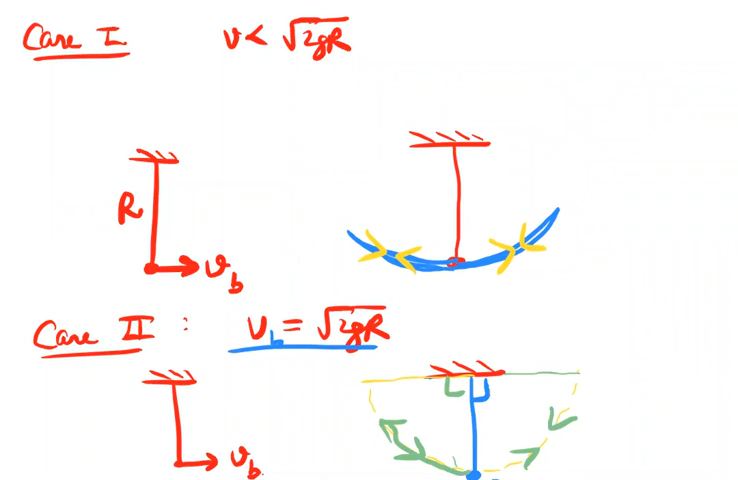 Case I v < √2gR
R
v_b
Case II : v_b = √2gR
v_b